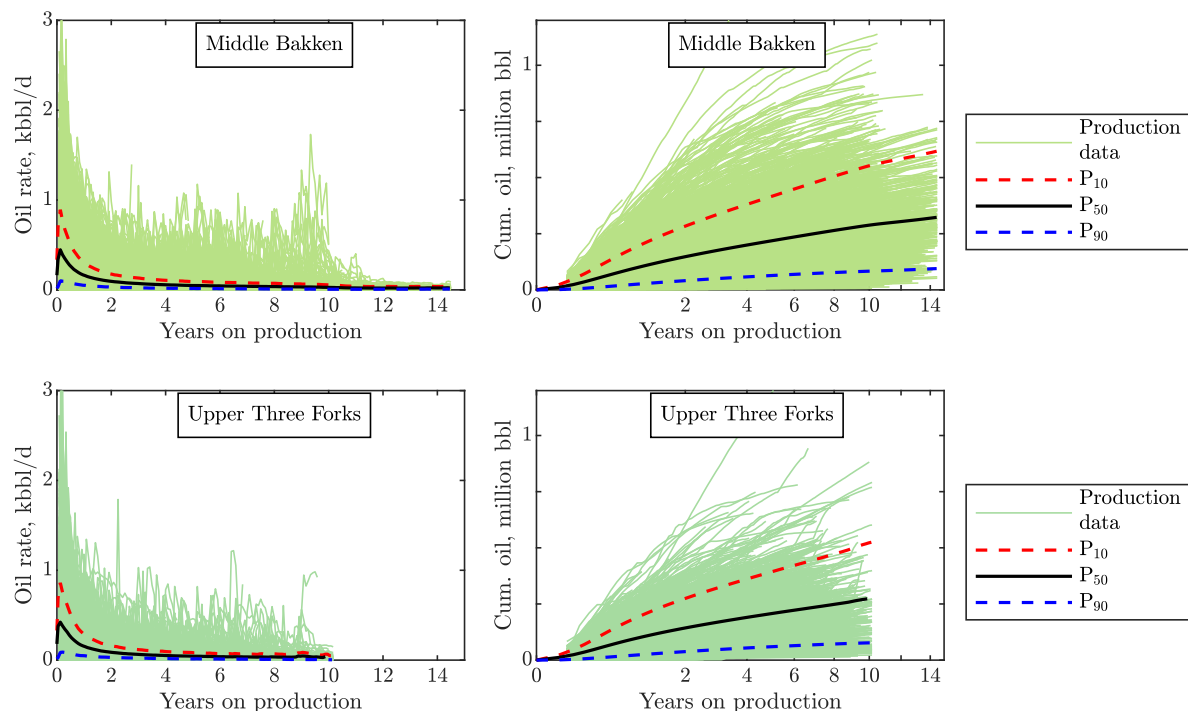 Middle Bakken
Oil rate, kbbl/d
3
2
1
0
0 2 4 6 8 10 12 14
Years on production
Middle Bakken
Cum. oil, million bbl
1
0
0 2 4 6 8 10 14
Years on production
Production
data
P10
P50
P90
Upper Three Forks
Oil rate, kbbl/d
3
2
1
0
0 2 4 6 8 10 12 14
Years on production
Upper Three Forks
Cum. oil, million bbl
1
0
0 2 4 6 8 10 14
Years on production
Production
data
P10
P50
P90